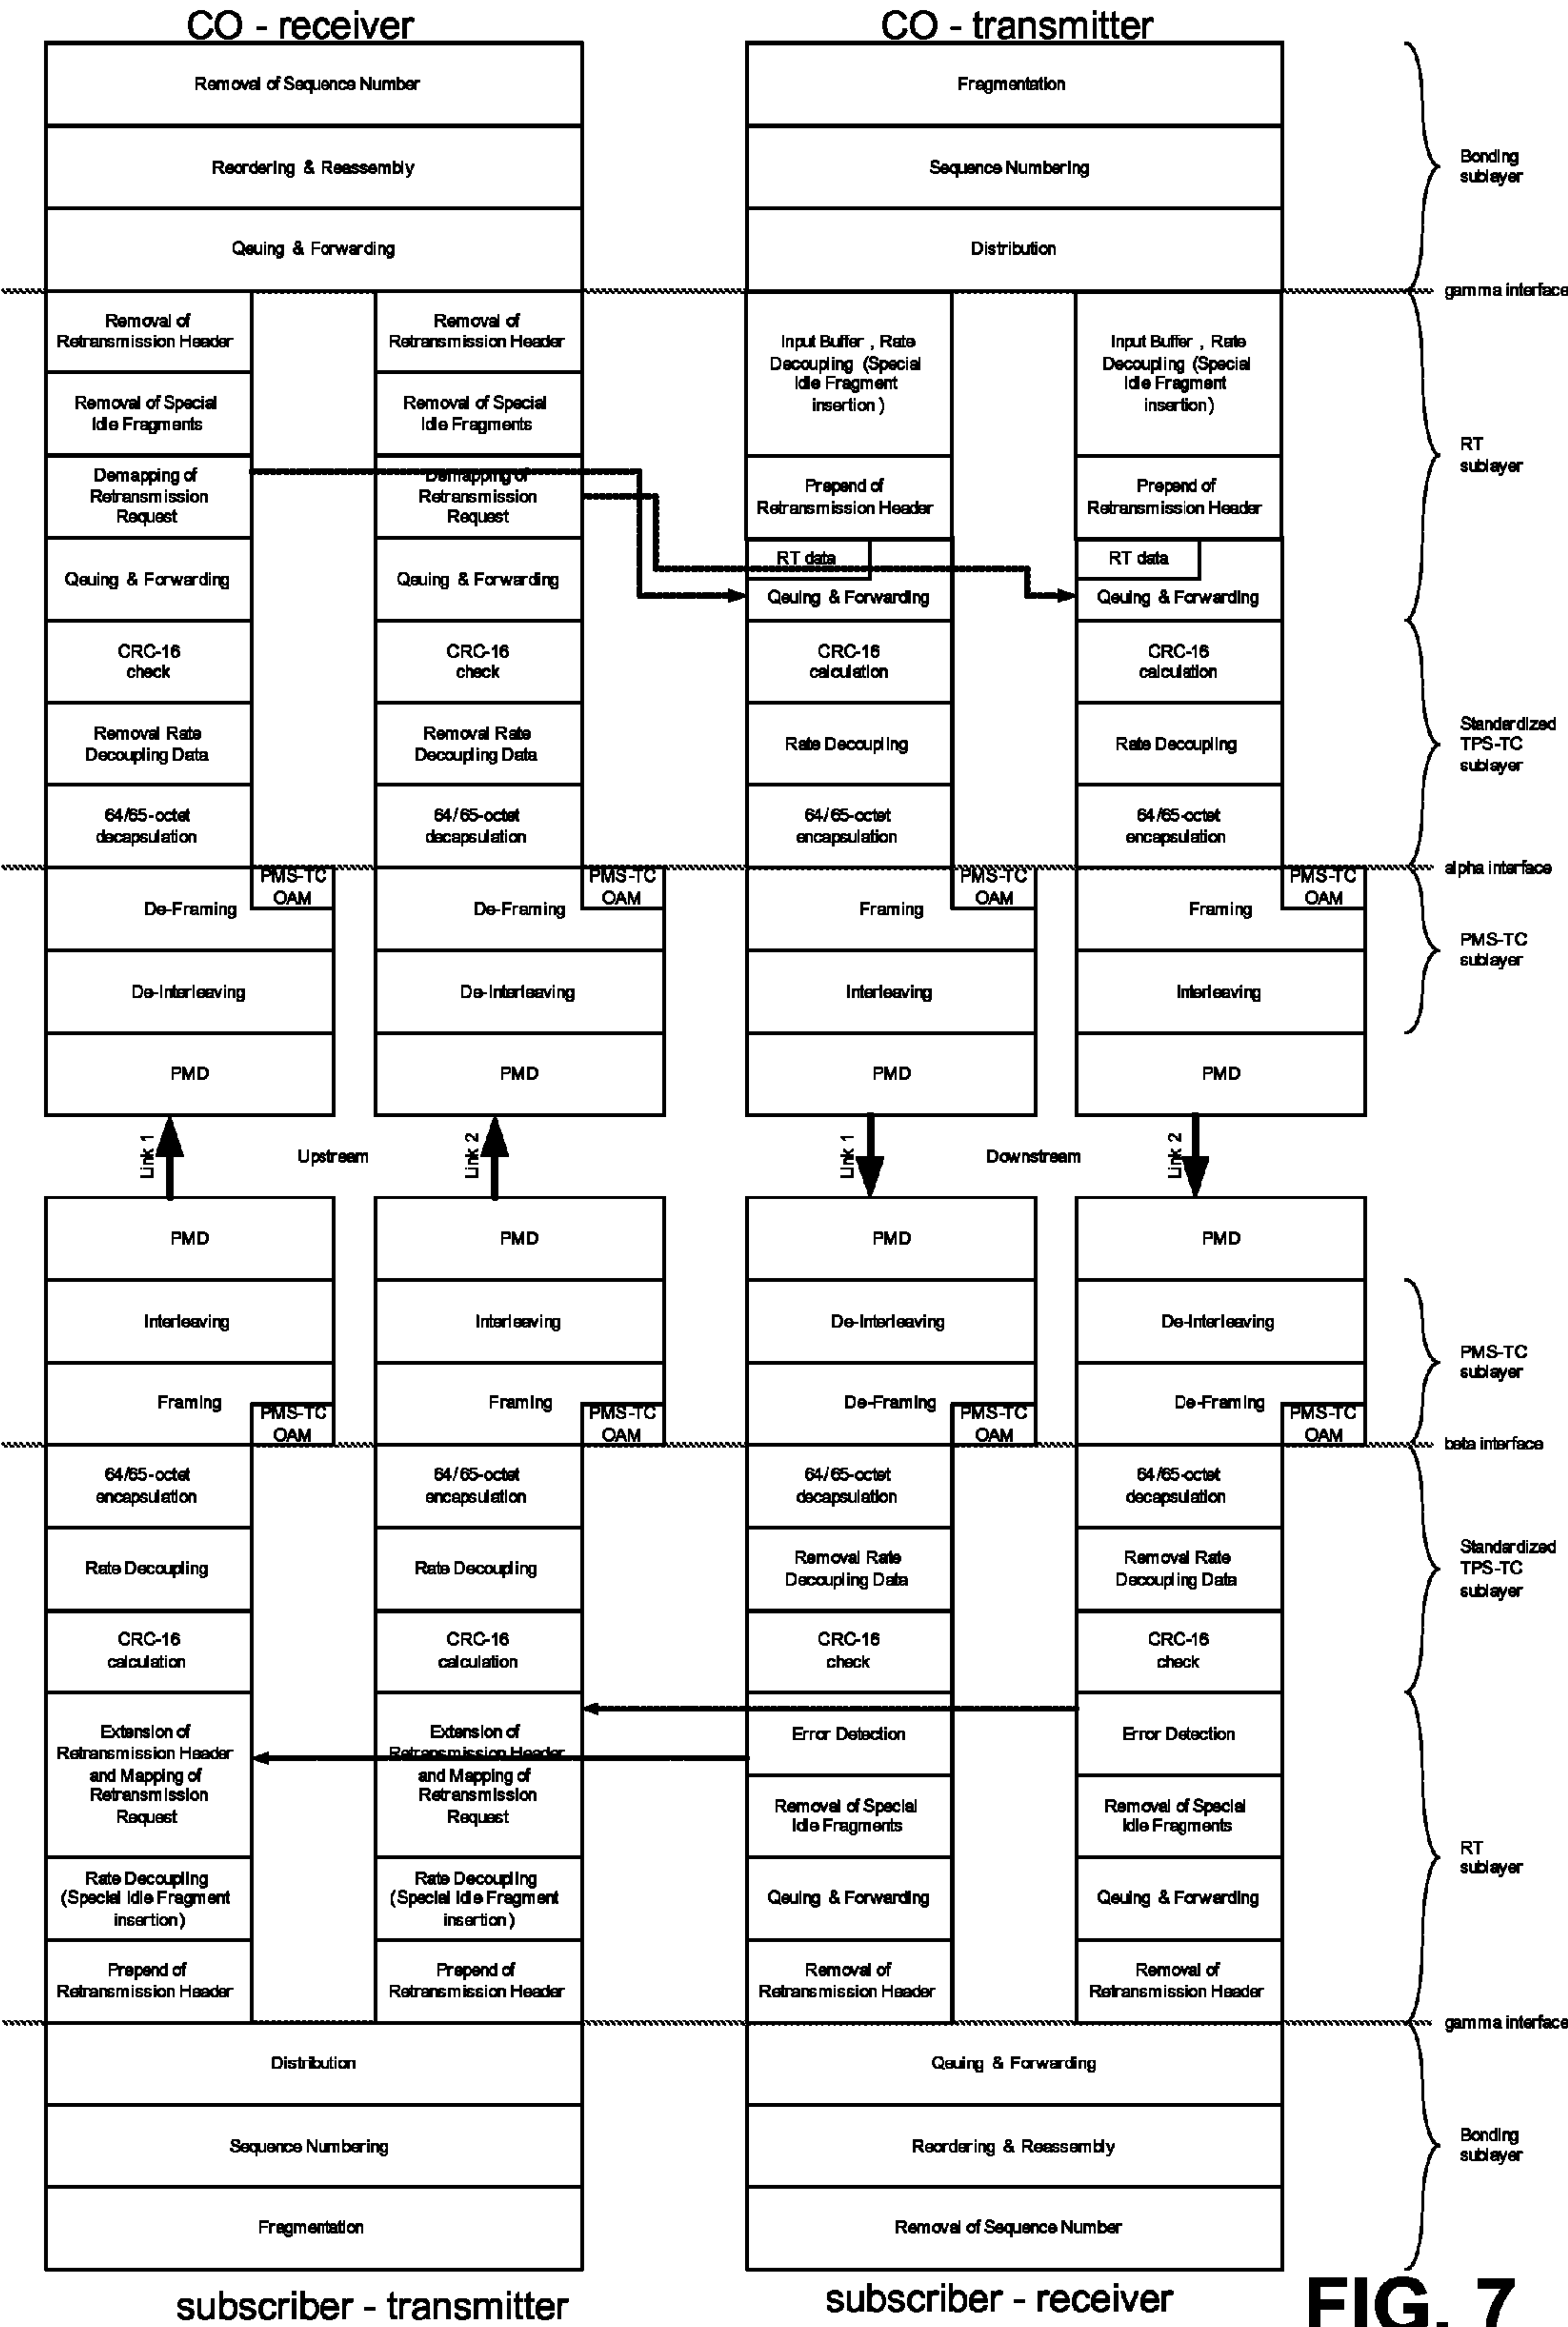 CO - receiver
CO - transmitter
Removal of Sequence Number
Reordering & Reassembly
Qeuing & Forwarding
Fragmentation
Sequence Numbering
Distribution
Bonding
sublayer
gamma interface
Removal of
Retransmission Header
Removal of Special
Idle Fragments
Demapping of
Retransmission
Request
Qeuing & Forwarding
CRC-16
check
Removal Rate
Decoupling Data
64/65-octet
decapsulation
Removal of
Retransmission Header
Removal of Special
Idle Fragments
Demapping of
Retransmission
Request
Qeuing & Forwarding
CRC-16
check
Removal Rate
Decoupling Data
64/65-octet
decapsulation
Input Buffer , Rate
Decoupling (Special
Idle Fragment
insertion )
Prepend of
Retransmission Header
RT data
Qeuing & Forwarding
CRC-16
calculation
Rate Decoupling
64/65-octet
encapsulation
Input Buffer , Rate
Decoupling (Special
Idle Fragment
insertion )
Prepend of
Retransmission Header
RT data
Qeuing & Forwarding
CRC-16
calculation
Rate Decoupling
64/65-octet
encapsulation
RT
sublayer
Standardized
TPS-TC
sublayer
alpha interface
PMS-TC
OAM
De-Framing
De-Interleaving
PMD
PMS-TC
OAM
De-Framing
De-Interleaving
PMD
PMS-TC
OAM
Framing
Interleaving
PMD
PMS-TC
OAM
Framing
Interleaving
PMD
PMS-TC
sublayer
Link 1
Upstream
Link 2
Link 1
Downstream
Link 2
PMD
Interleaving
Framing
PMS-TC
OAM
PMD
Interleaving
Framing
PMS-TC
OAM
PMD
De-Interleaving
De-Framing
PMS-TC
OAM
PMD
De-Interleaving
De-Framing
PMS-TC
OAM
PMS-TC
sublayer
beta interface
64/65-octet
encapsulation
Rate Decoupling
CRC-16
calculation
Extension of
Retransmission Header
and Mapping of
Retransmission
Request
Rate Decoupling
(Special Idle Fragment
insertion )
Prepend of
Retransmission Header
64/65-octet
encapsulation
Rate Decoupling
CRC-16
calculation
Extension of
Retransmission Header
and Mapping of
Retransmission
Request
Rate Decoupling
(Special Idle Fragment
insertion )
Prepend of
Retransmission Header
64/65-octet
decapsulation
Removal Rate
Decoupling Data
CRC-16
check
Error Detection
Removal of Special
Idle Fragments
Qeuing & Forwarding
Removal of
Retransmission Header
64/65-octet
decapsulation
Removal Rate
Decoupling Data
CRC-16
check
Error Detection
Removal of Special
Idle Fragments
Qeuing & Forwarding
Removal of
Retransmission Header
Standardized
TPS-TC
sublayer
RT
sublayer
gamma interface
Distribution
Sequence Numbering
Fragmentation
Qeuing & Forwarding
Reordering & Reassembly
Removal of Sequence Number
Bonding
sublayer
subscriber - transmitter
subscriber - receiver
FIG. 7